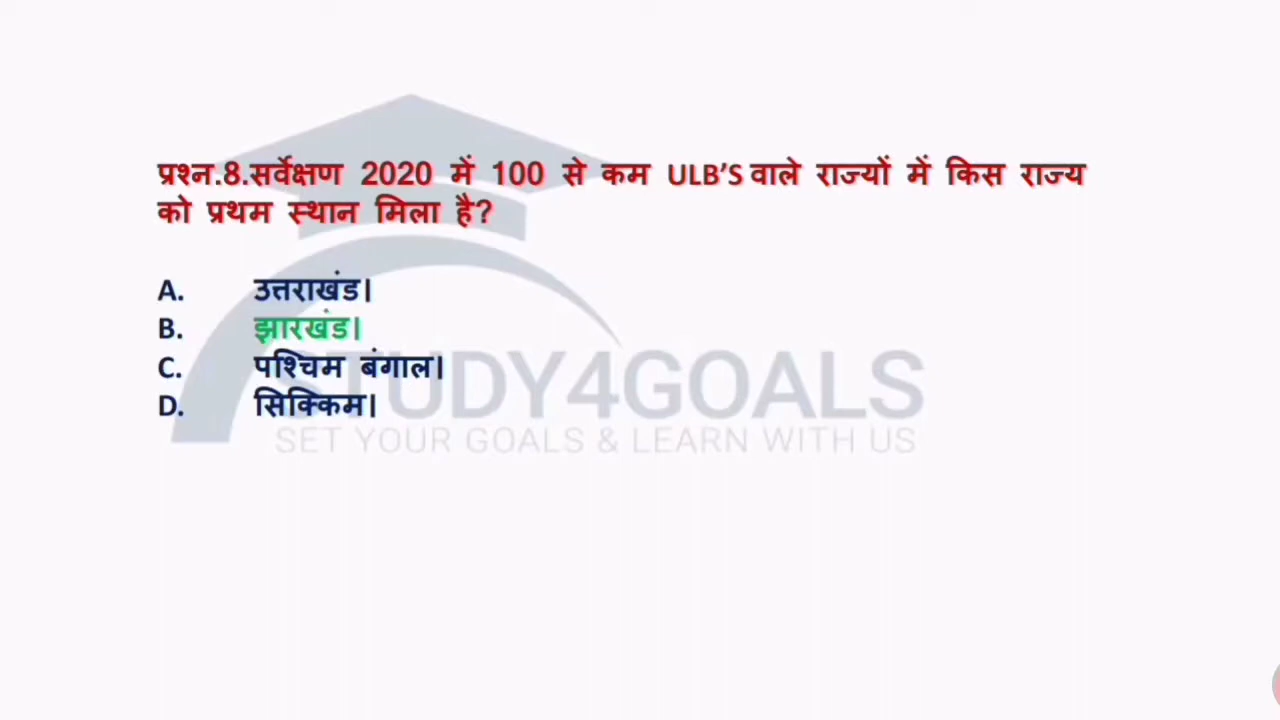 प्रश्न.8.सर्वेक्षण 2020 में 100 से कम ULB’S वाले राज्यों में किस राज्य
को प्रथम स्थान मिला है?
A. उत्तराखंड।
B. झारखंड।
C. पश्चिम बंगाल।
D. सिक्किम।
STUDY4GOALS
SET YOUR GOALS & LEARN WITH US